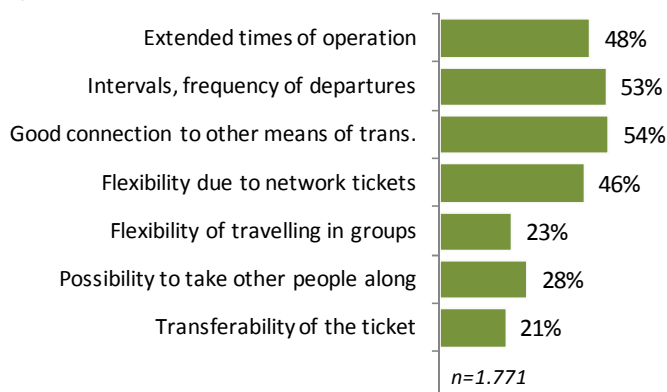 Extended times of operation 48%
Intervals, frequency of departures 53%
Good connection to other means of trans. 54%
Flexibility due to network tickets 46%
Flexibility of travelling in groups 23%
Possibility to take other people along 28%
Transferability of the ticket 21%
n=1.771